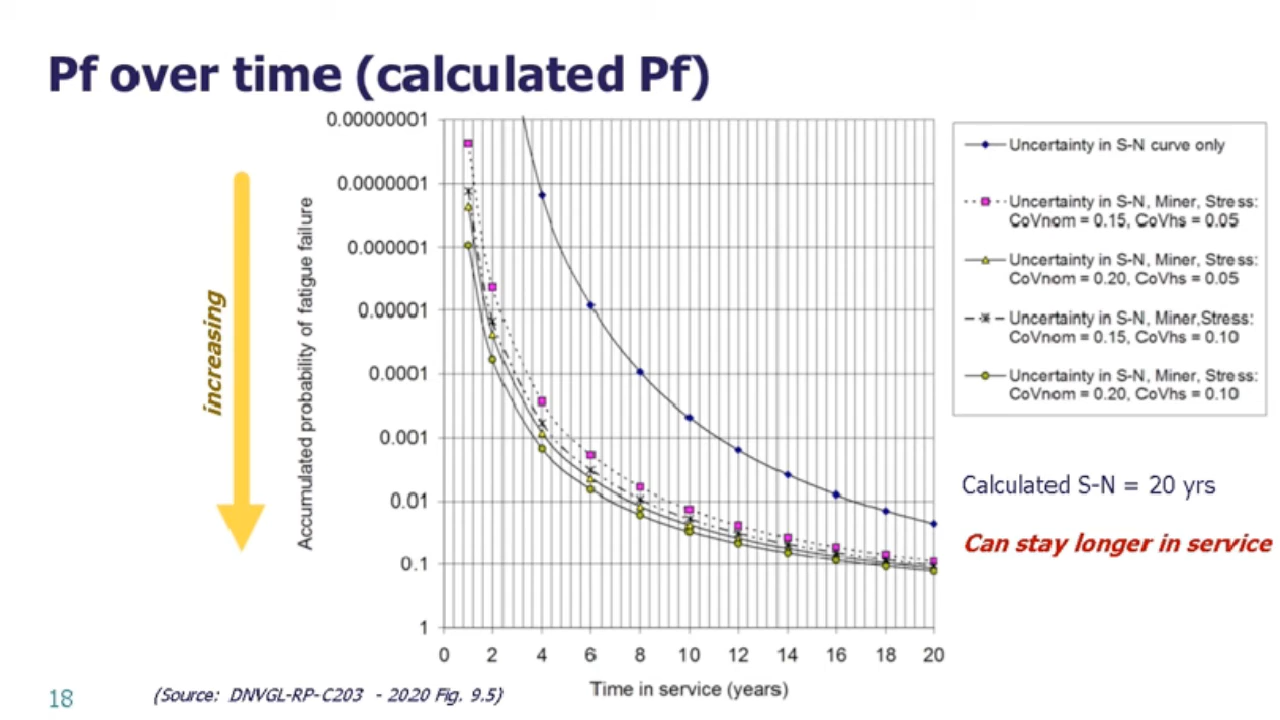 Pf over time (calculated Pf)
0.00000001
0.0000001
0.000001
0.00001
0.0001
0.001
0.01
0.1
1
0 2 4 6 8 10 12 14 16 18 20
Accumulated probability of fatigue failure
Time in service (years)
increasing
Uncertainty in S-N curve only
Uncertainty in S-N, Miner, Stress:
CoVnom = 0.15, CoVhs = 0.05
Uncertainty in S-N, Miner, Stress:
CoVnom = 0.20, CoVhs = 0.05
Uncertainty in S-N, Miner,Stress:
CoVnom = 0.15, CoVhs = 0.10
Uncertainty in S-N, Miner, Stress:
CoVnom = 0.20, CoVhs = 0.10
Calculated S-N = 20 yrs
Can stay longer in service
18
(Source: DNVGL-RP-C203 - 2020 Fig. 9.5)